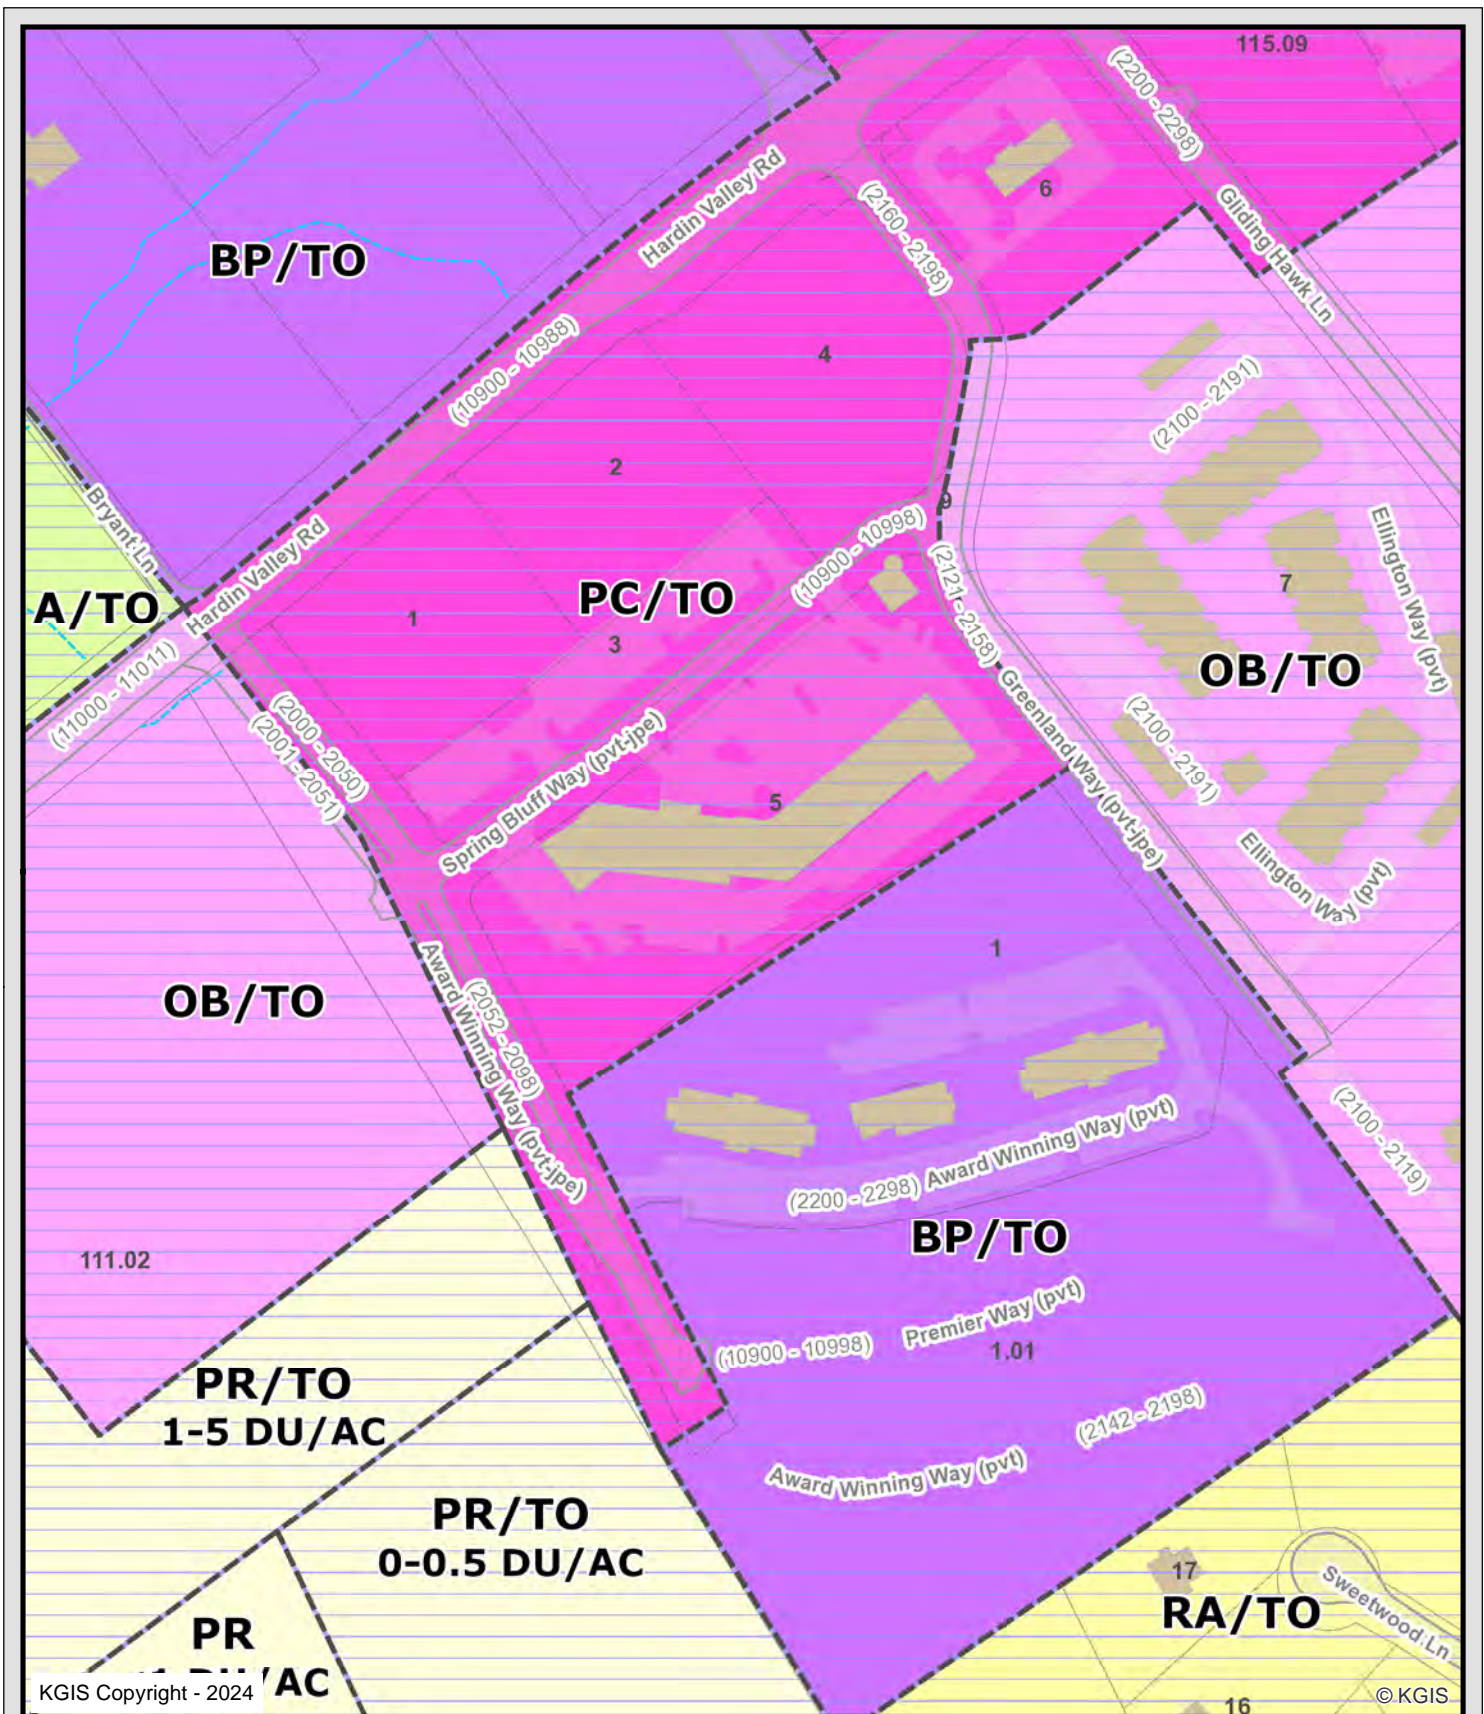 115.09
(2200 - 2298)
Hardin Valley Rd
(2160 - 2198)
6
Gliding Hawk Ln
BP/TO
(10900 - 10988)
4
(2100 - 2191)
2
9
Bryant Ln
Hardin Valley Rd
(10900 - 10998)
Ellington Way (pvt)
7
A/TO
PC/TO
1
3
(2121 - 2158)
OB/TO
(11000 - 11011)
(2000 - 2050)
(2001 - 2051)
Greenland Way (pvt-jpe)
(2100 - 2191)
Spring Bluff Way (pvt-jpe)
5
Ellington Way (pvt)
1
OB/TO
(2052 - 2098)
Award Winning Way (pvt-jpe)
(2100 - 2119)
(2200 - 2298)
Award Winning Way (pvt)
BP/TO
111.02
Premier Way (pvt)
(10900 - 10998)
1.01
PR/TO
1-5 DU/AC
(2142 - 2198)
Award Winning Way (pvt)
PR/TO
0-0.5 DU/AC
17
RA/TO
Sweetwood Ln
PR
DU/AC
KGIS Copyright - 2024
© KGIS
16